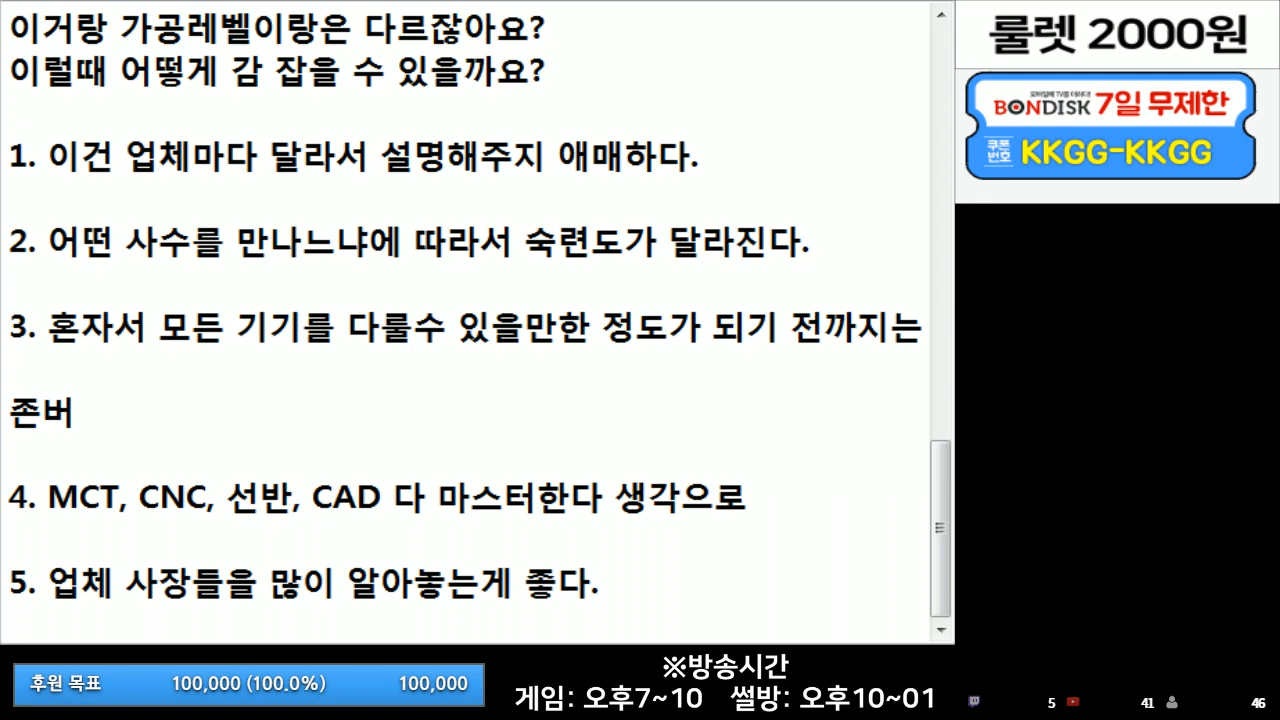 이거랑 가공레벨이랑은 다르잖아요?
이럴때 어떻게 감 잡을 수 있을까요?
1. 이건 업체마다 달라서 설명해주지 애매하다.
2. 어떤 사수를 만나느냐에 따라서 숙련도가 달라진다.
3. 혼자서 모든 기기를 다룰수 있을만한 정도가 되기 전까지는
존버
4. MCT, CNC, 선반, CAD 다 마스터한다 생각으로
5. 업체 사장들을 많이 알아놓는게 좋다.
룰렛 2000원
BONDISK 7일 무제한
쿠폰
번호
KKGG-KKGG
후원 목표 100,000 (100.0%) 100,000
※방송시간
게임: 오후7~10 썰방: 오후10~01
5 41 46